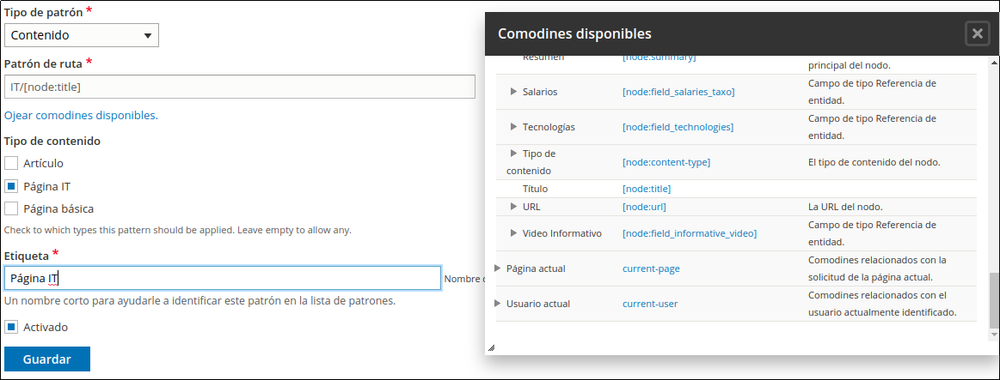 Tipo de patrón *
Contenido
Patrón de ruta *
IT/[node:title]
Ojear comodines disponibles.
Tipo de contenido
Artículo
Página IT
Página básica
Check to which types this pattern should be applied. Leave empty to allow any.
Etiqueta *
Página IT
Nombre
Un nombre corto para ayudarle a identificar este patrón en la lista de patrones.
Activado
Guardar
Comodines disponibles
Resumen [node:summary] principal del nodo.
Salarios [node:field_salaries_taxo] Campo de tipo Referencia de
entidad.
Tecnologías [node:field_technologies] Campo de tipo Referencia de
entidad.
Tipo de
contenido [node:content-type] El tipo de contenido del nodo.
Título [node:title]
URL [node:url] La URL del nodo.
Video Informativo [node:field_informative_video] Campo de tipo Referencia de
entidad.
Página actual current-page Comodines relacionados con la
solicitud de la página actual.
Usuario actual current-user Comodines relacionados con el
usuario actualmente identificado.